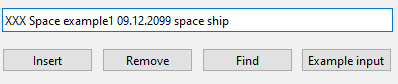 XXX Space example1 09.12.2099 space ship
Insert Remove Find Example input